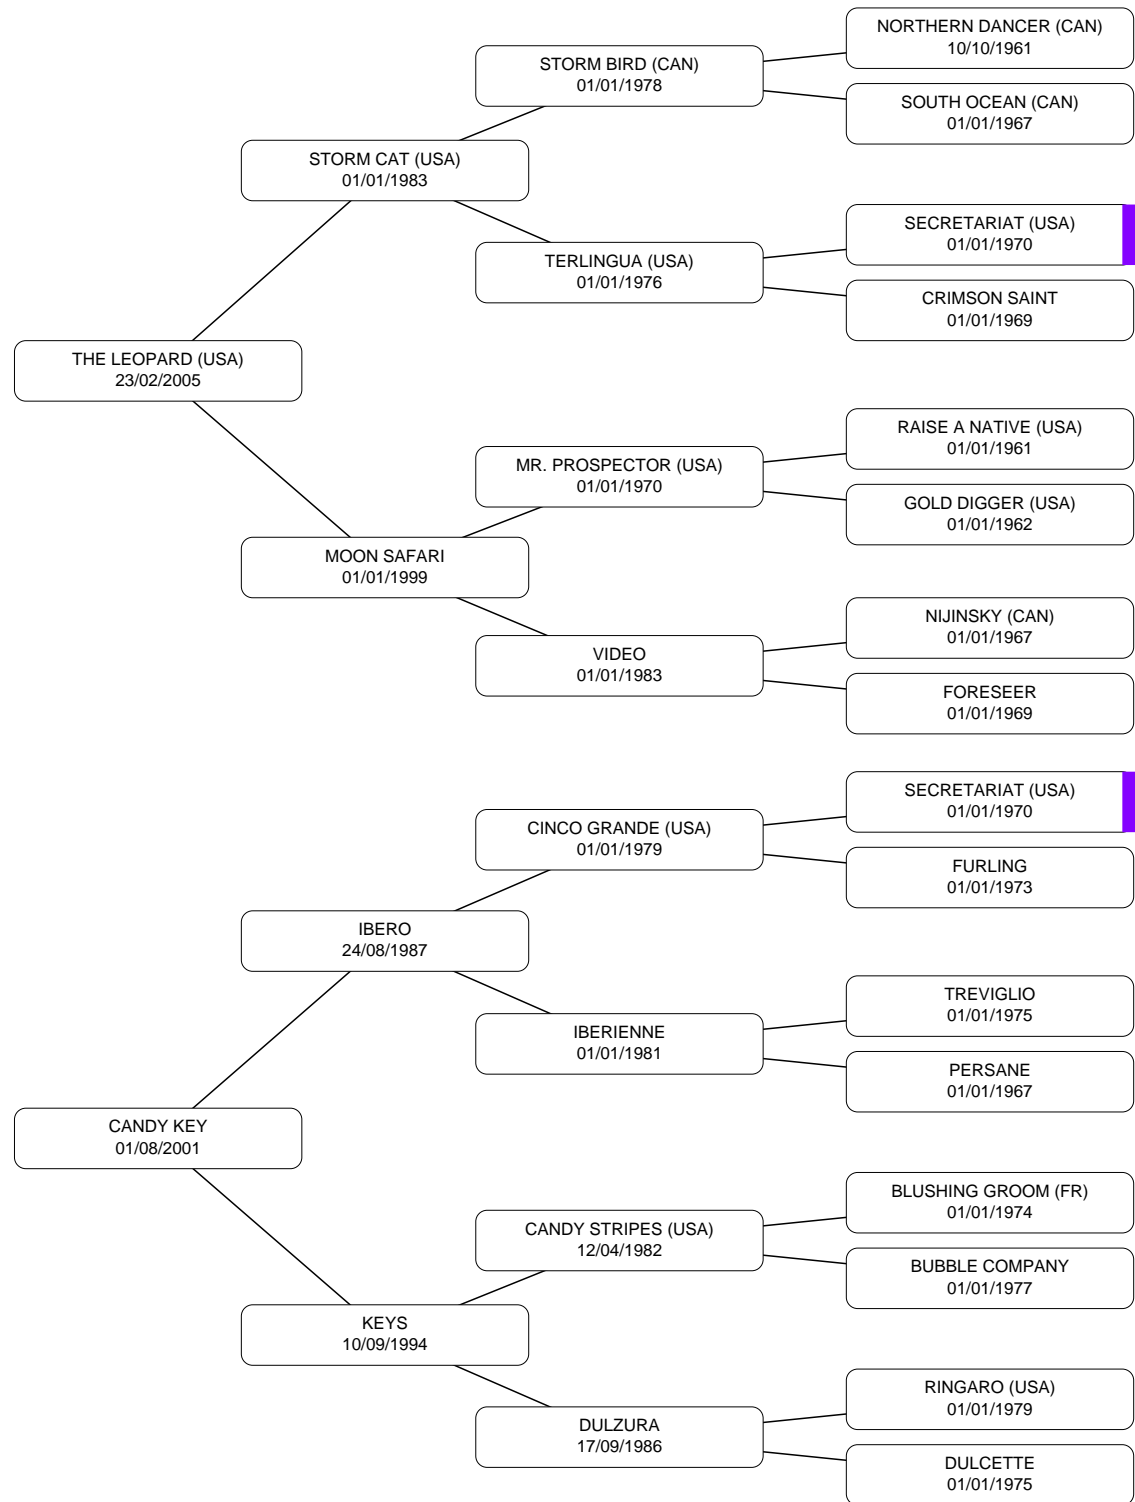 NORTHERN DANCER (CAN)
10/10/1961
STORM BIRD (CAN)
01/01/1978
SOUTH OCEAN (CAN)
01/01/1967
STORM CAT (USA)
01/01/1983
SECRETARIAT (USA)
01/01/1970
TERLINGUA (USA)
01/01/1976
CRIMSON SAINT
01/01/1969
THE LEOPARD (USA)
23/02/2005
RAISE A NATIVE (USA)
01/01/1961
MR. PROSPECTOR (USA)
01/01/1970
GOLD DIGGER (USA)
01/01/1962
MOON SAFARI
01/01/1999
NIJINSKY (CAN)
01/01/1967
VIDEO
01/01/1983
FORESEER
01/01/1969
SECRETARIAT (USA)
01/01/1970
CINCO GRANDE (USA)
01/01/1979
FURLING
01/01/1973
IBERO
24/08/1987
TREVIGLIO
01/01/1975
IBERIENNE
01/01/1981
PERSANE
01/01/1967
CANDY KEY
01/08/2001
BLUSHING GROOM (FR)
01/01/1974
CANDY STRIPES (USA)
12/04/1982
BUBBLE COMPANY
01/01/1977
KEYS
10/09/1994
RINGARO (USA)
01/01/1979
DULZURA
17/09/1986
DULCETTE
01/01/1975